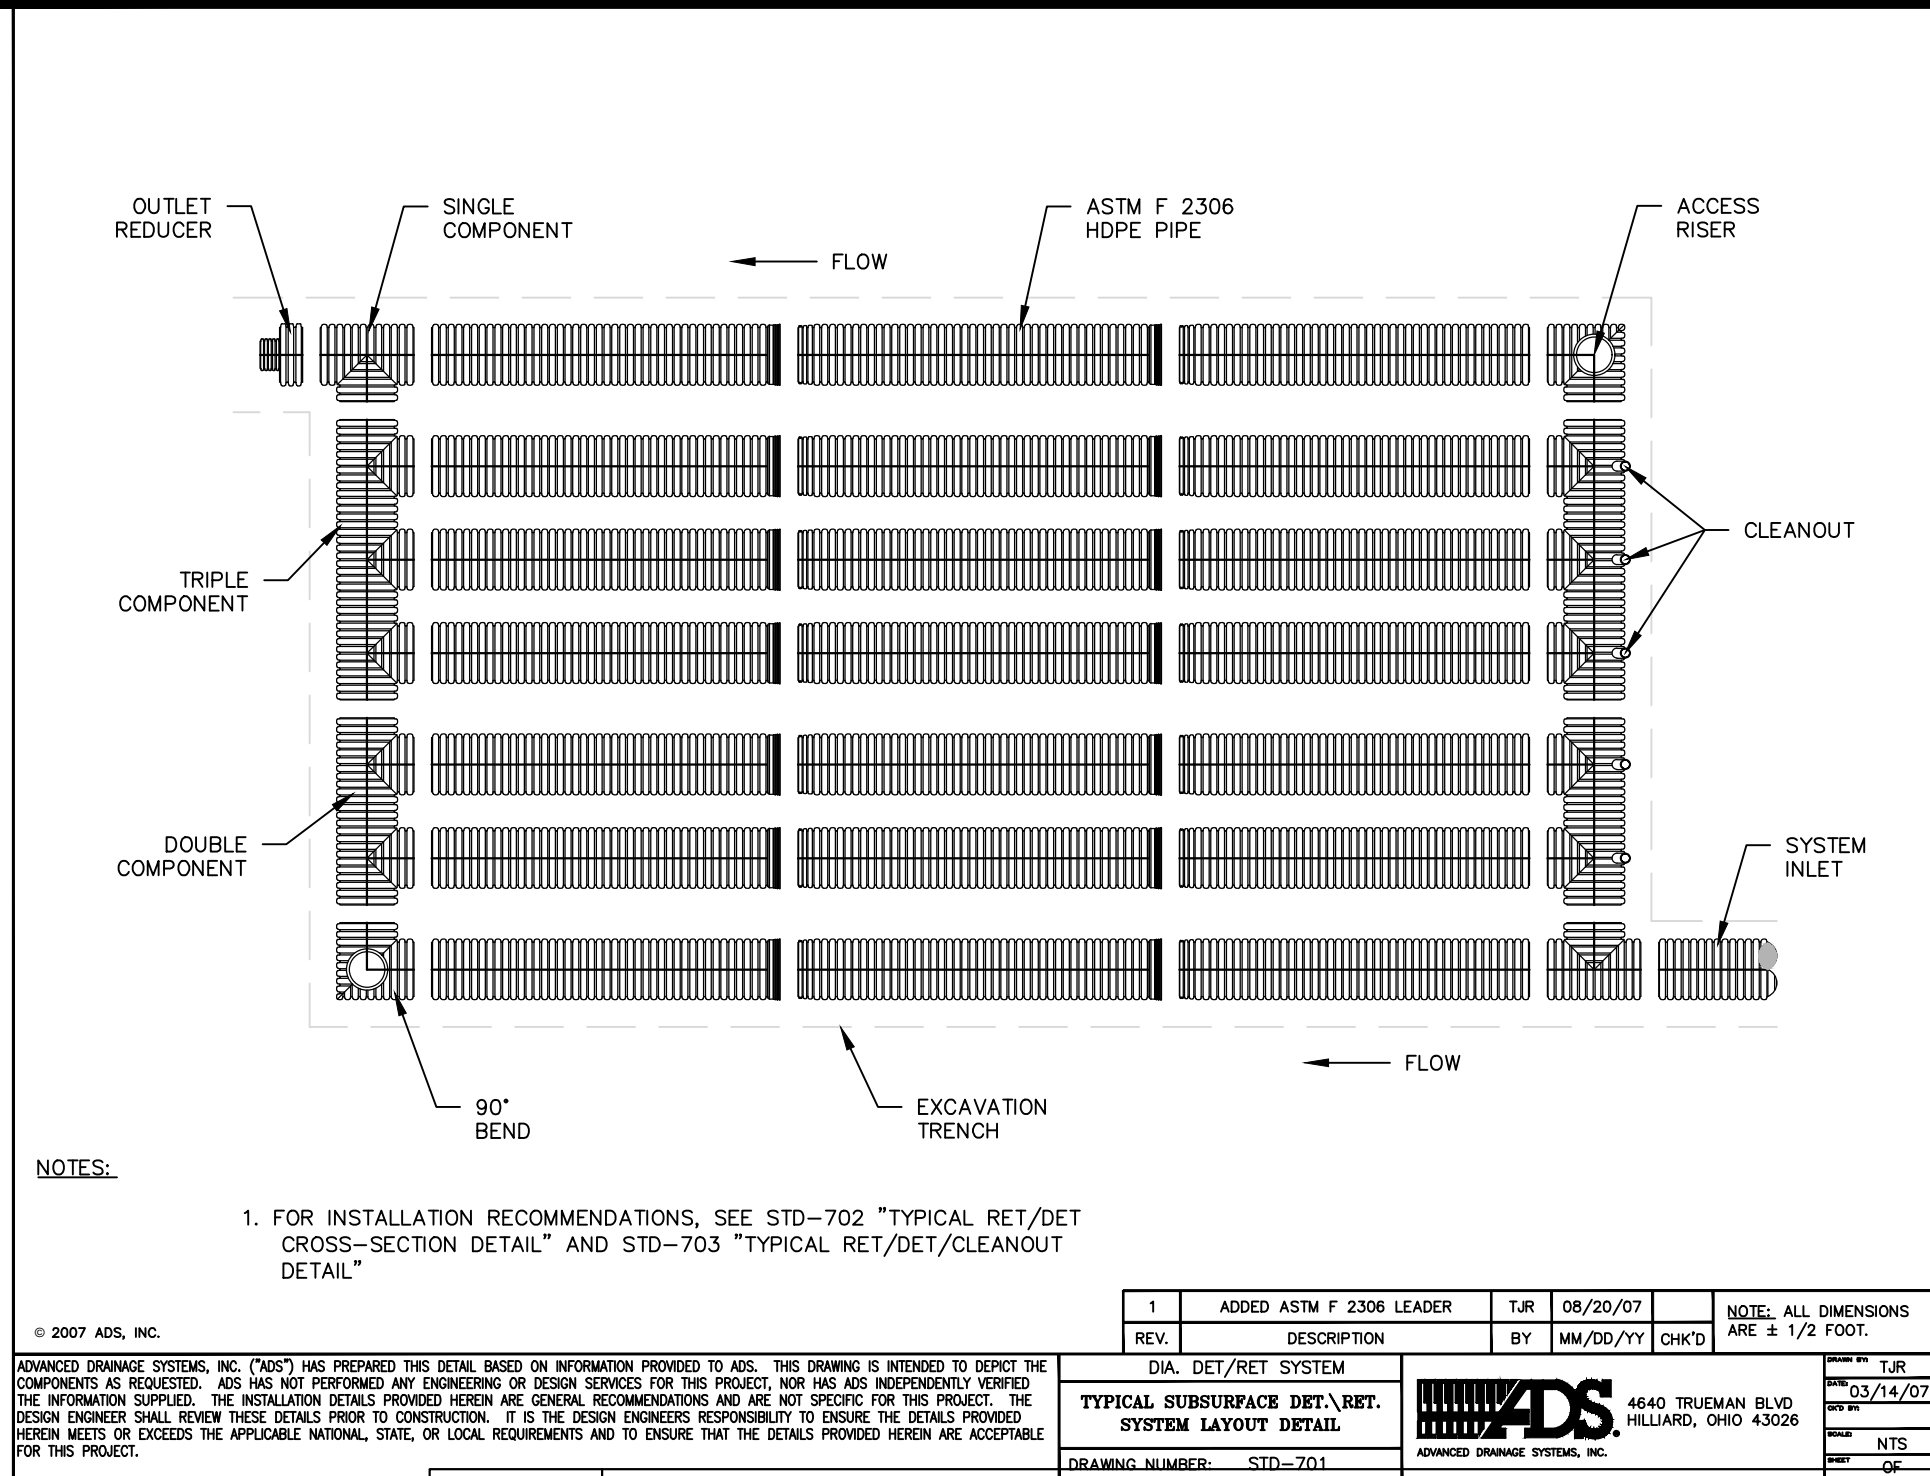 OUTLET
REDUCER
SINGLE
COMPONENT
ASTM F 2306
HDPE PIPE
ACCESS
RISER
FLOW
CLEANOUT
TRIPLE
COMPONENT
DOUBLE
COMPONENT
SYSTEM
INLET
FLOW
90°
BEND
EXCAVATION
TRENCH
NOTES:
1. FOR INSTALLATION RECOMMENDATIONS, SEE STD-702 "TYPICAL RET/DET
CROSS-SECTION DETAIL" AND STD-703 "TYPICAL RET/DET/CLEANOUT
DETAIL"
© 2007 ADS, INC.
1 ADDED ASTM F 2306 LEADER TJR 08/20/07
REV. DESCRIPTION BY MM/DD/YY CHK'D
NOTE: ALL DIMENSIONS
ARE ± 1/2 FOOT.
ADVANCED DRAINAGE SYSTEMS, INC. ("ADS") HAS PREPARED THIS DETAIL BASED ON INFORMATION PROVIDED TO ADS. THIS DRAWING IS INTENDED TO DEPICT THE
COMPONENTS AS REQUESTED. ADS HAS NOT PERFORMED ANY ENGINEERING OR DESIGN SERVICES FOR THIS PROJECT, NOR HAS ADS INDEPENDENTLY VERIFIED
THE INFORMATION SUPPLIED. THE INSTALLATION DETAILS PROVIDED HEREIN ARE GENERAL RECOMMENDATIONS AND ARE NOT SPECIFIC FOR THIS PROJECT. THE
DESIGN ENGINEER SHALL REVIEW THESE DETAILS PRIOR TO CONSTRUCTION. IT IS THE DESIGN ENGINEERS RESPONSIBILITY TO ENSURE THE DETAILS PROVIDED
HEREIN MEETS OR EXCEEDS THE APPLICABLE NATIONAL, STATE, OR LOCAL REQUIREMENTS AND TO ENSURE THAT THE DETAILS PROVIDED HEREIN ARE ACCEPTABLE
FOR THIS PROJECT.
DIA. DET/RET SYSTEM
TYPICAL SUBSURFACE DET.\RET.
SYSTEM LAYOUT DETAIL
DRAWING NUMBER: STD-701
ADS
ADVANCED DRAINAGE SYSTEMS, INC.
4640 TRUEMAN BLVD
HILLIARD, OHIO 43026
DRAWN BY: TJR
DATE: 03/14/07
CK'D BY:
SCALE: NTS
SHEET OF